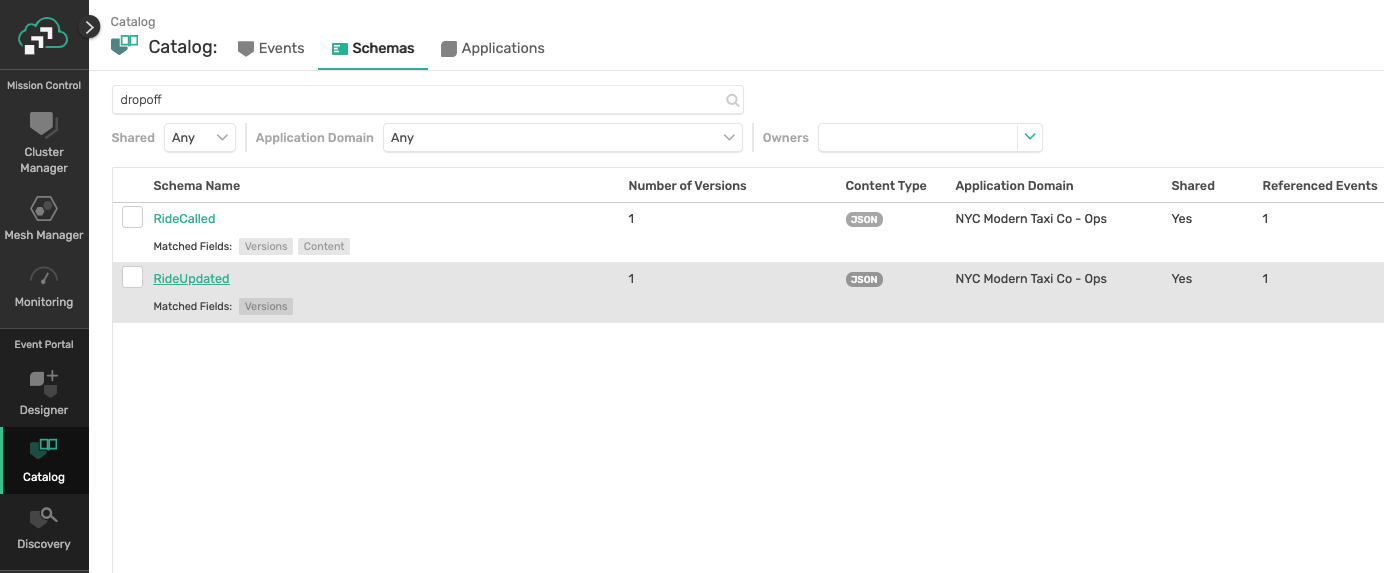 Catalog
Catalog: Events Schemas Applications
Mission Control
Cluster
Manager
Mesh Manager
Monitoring
Event Portal
Designer
Catalog
Discovery
dropoff
Shared Any Application Domain Any Owners
Schema Name Number of Versions Content Type Application Domain Shared Referenced Events
RideCalled 1 JSON NYC Modern Taxi Co - Ops Yes 1
Matched Fields: Versions Content
RideUpdated 1 JSON NYC Modern Taxi Co - Ops Yes 1
Matched Fields: Versions